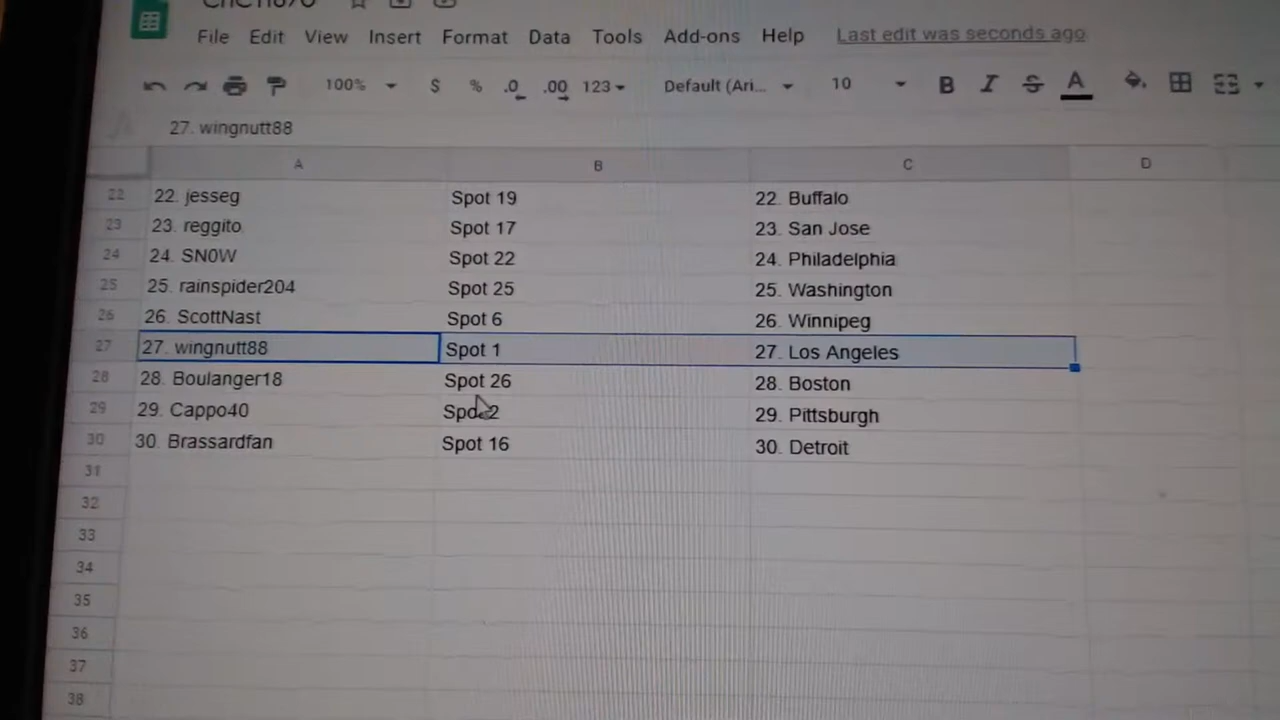 File Edit View Insert Format Data Tools Add-ons Help Last edit was seconds ago
100% $ % .0 .00 123 Default (Ari... 10 B I S A
27. wingnutt88
A B C D
22 22. jesseg Spot 19 22. Buffalo
23 23. reggito Spot 17 23. San Jose
24 24. SN0W Spot 22 24. Philadelphia
25 25. rainspider204 Spot 25 25. Washington
26 26. ScottNast Spot 6 26. Winnipeg
27 27. wingnutt88 Spot 1 27. Los Angeles
28 28. Boulanger18 Spot 26 28. Boston
29 29. Cappo40 2 29. Pittsburgh
30 30. Brassardfan Spot 16 30. Detroit
31
32
33
34
35
36
37
38